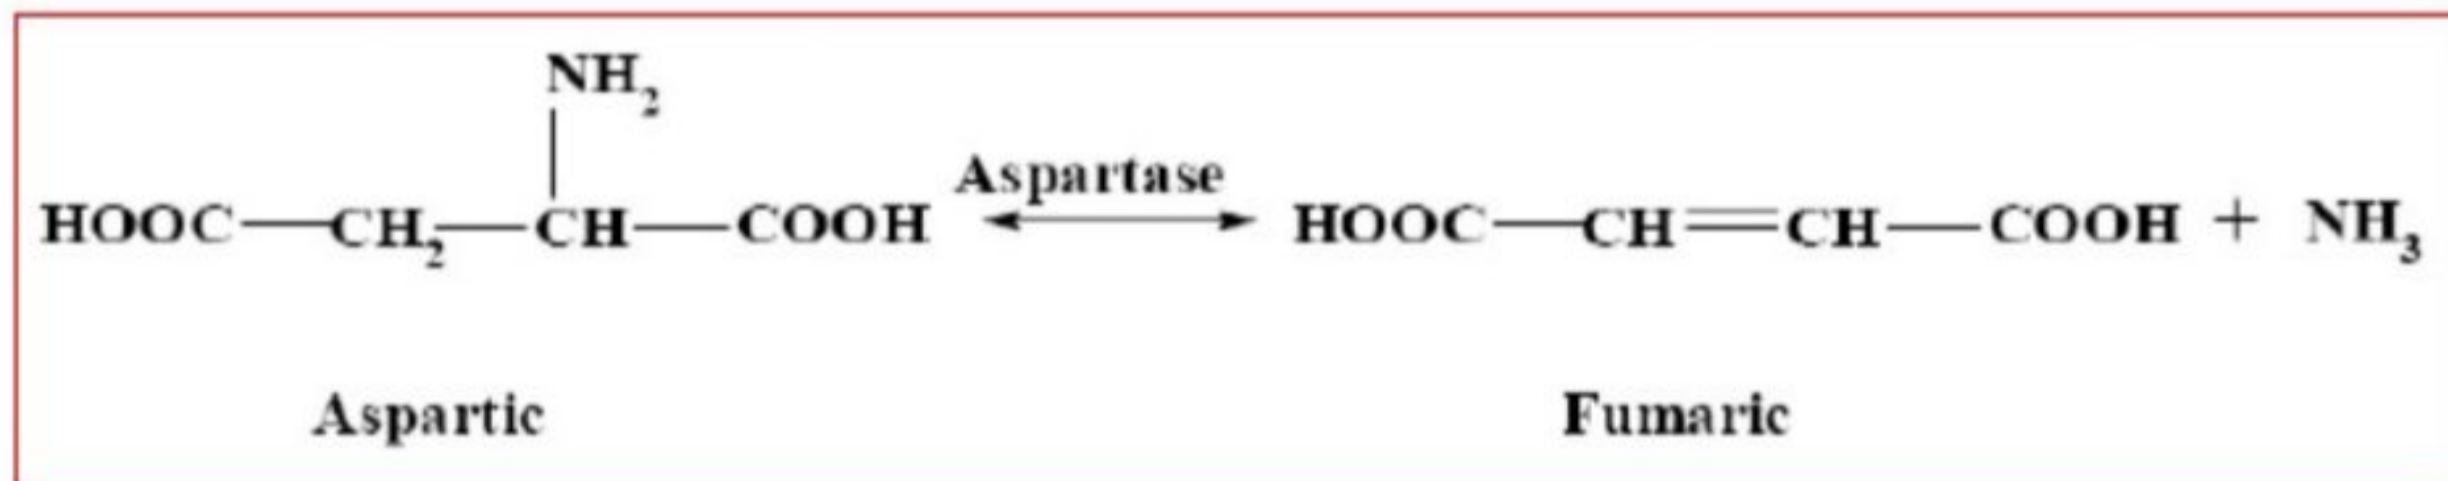 NH₂
Aspartase
HOOC—CH₂—CH—COOH HOOC—CH=CH—COOH + NH₃
Aspartic Fumaric